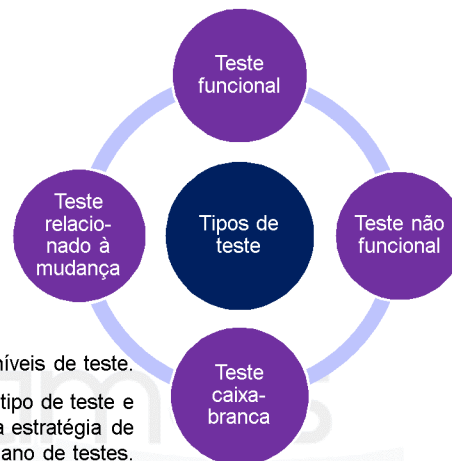 Teste
funcional
Teste
relacio-
nado à
mudança
Tipos de
teste
Teste não
funcional
Teste
caixa-
branca
níveis de teste.
tipo de teste e
a estratégia de
ano de testes.